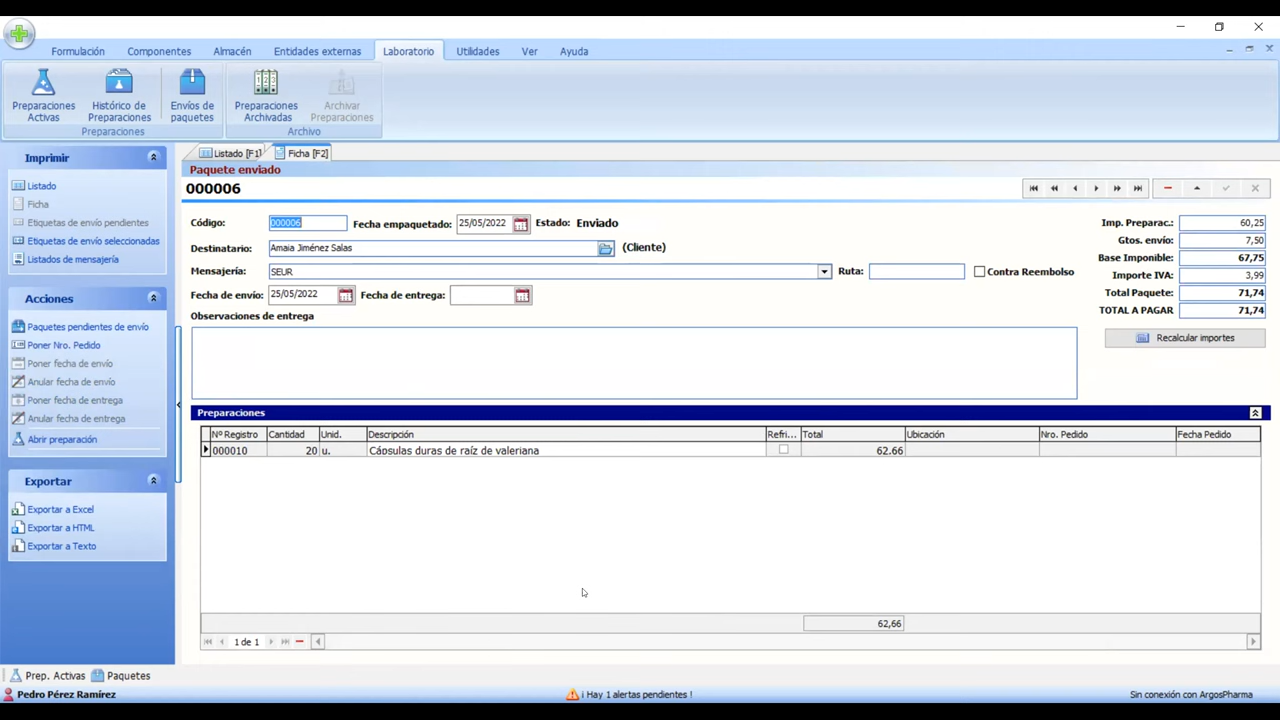 Formulación Componentes Almacén Entidades externas Laboratorio Utilidades Ver Ayuda
Preparaciones Activas
Histórico de Preparaciones
Envíos de paquetes
Preparaciones Archivadas
Archivar Preparaciones
Preparaciones
Archivo
Imprimir
Listado
Ficha
Etiquetas de envío pendientes
Etiquetas de envío seleccionadas
Listados de mensajería
Acciones
Paquetes pendientes de envío
Poner Nro. Pedido
Poner fecha de envío
Anular fecha de envío
Poner fecha de entrega
Anular fecha de entrega
Abrir preparación
Exportar
Exportar a Excel
Exportar a HTML
Exportar a Texto
Listado [F1] Ficha [F2]
Paquete enviado
000006
Código: 000006 Fecha empaquetado: 25/05/2022 Estado: Enviado
Destinatario: Amaia Jiménez Salas (Cliente)
Mensajería: SEUR Ruta: Contra Reembolso
Fecha de envío: 25/05/2022 Fecha de entrega:
Observaciones de entrega
Imp. Preparac.: 60,25
Gtos. envío: 7,50
Base Imponible: 67,75
Importe IVA: 3,99
Total Paquete: 71,74
TOTAL A PAGAR 71,74
Recalcular importes
Preparaciones
Nº Registro Cantidad Unid. Descripción Refri... Total Ubicación Nro. Pedido Fecha Pedido
000010 20 u. Cápsulas duras de raíz de valeriana 62.66
62,66
1 de 1
Prep. Activas Paquetes
Pedro Pérez Ramírez ¡ Hay 1 alertas pendientes ! Sin conexión con ArgosPharma